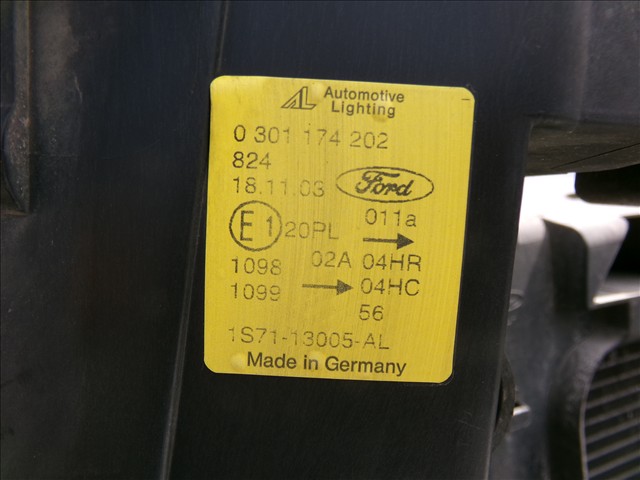 AL Automotive
Lighting
0 301 174 202
824
18.11.03 Ford
011a
E1 20PL →
1098 02A 04HR
1099 → 04HC
56
1S71-13005-AL
Made in Germany